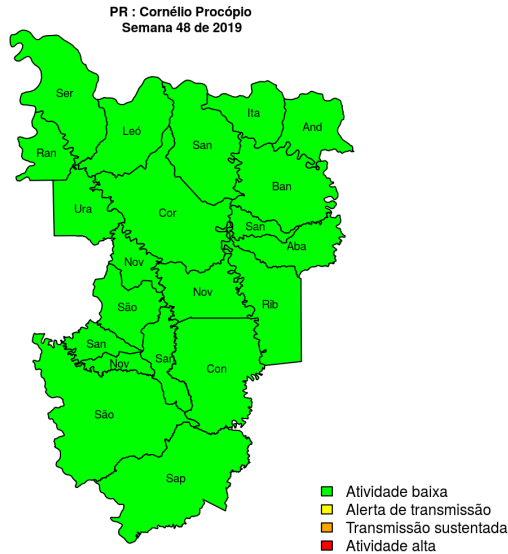 PR : Cornélio Procópio
Semana 48 de 2019
Ser
Leó
Ita
And
San
Ran
Ban
Ura
Cor
San
Aba
Nov
Nov
Rib
São
San
San
Nov
Con
São
Sap
Atividade baixa
Alerta de transmissão
Transmissão sustentada
Atividade alta